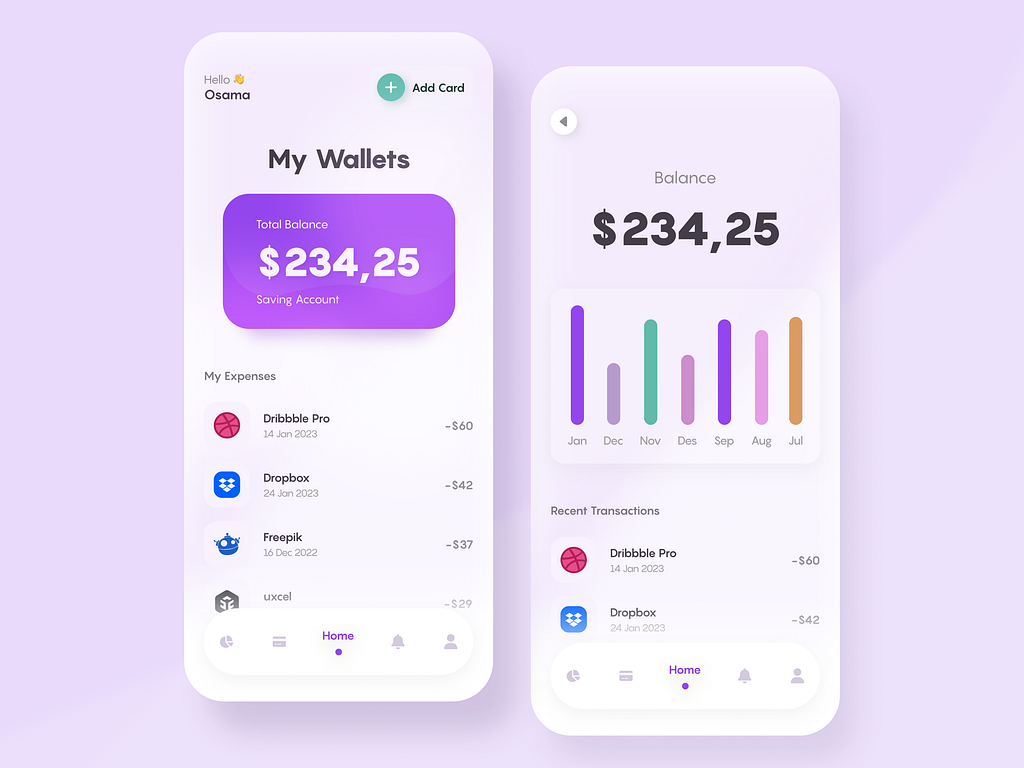 Hello 👋
Osama
Add Card
My Wallets
Total Balance
$234,25
Saving Account
My Expenses
Dribbble Pro
14 Jan 2023
-$60
Dropbox
24 Jan 2023
-$42
Freepik
16 Dec 2022
-$37
uxcel
-$29
Home
Balance
$234,25
Jan Dec Nov Des Sep Aug Jul
Recent Transactions
Dribbble Pro
14 Jan 2023
-$60
Dropbox
24 Jan 2023
-$42
Home